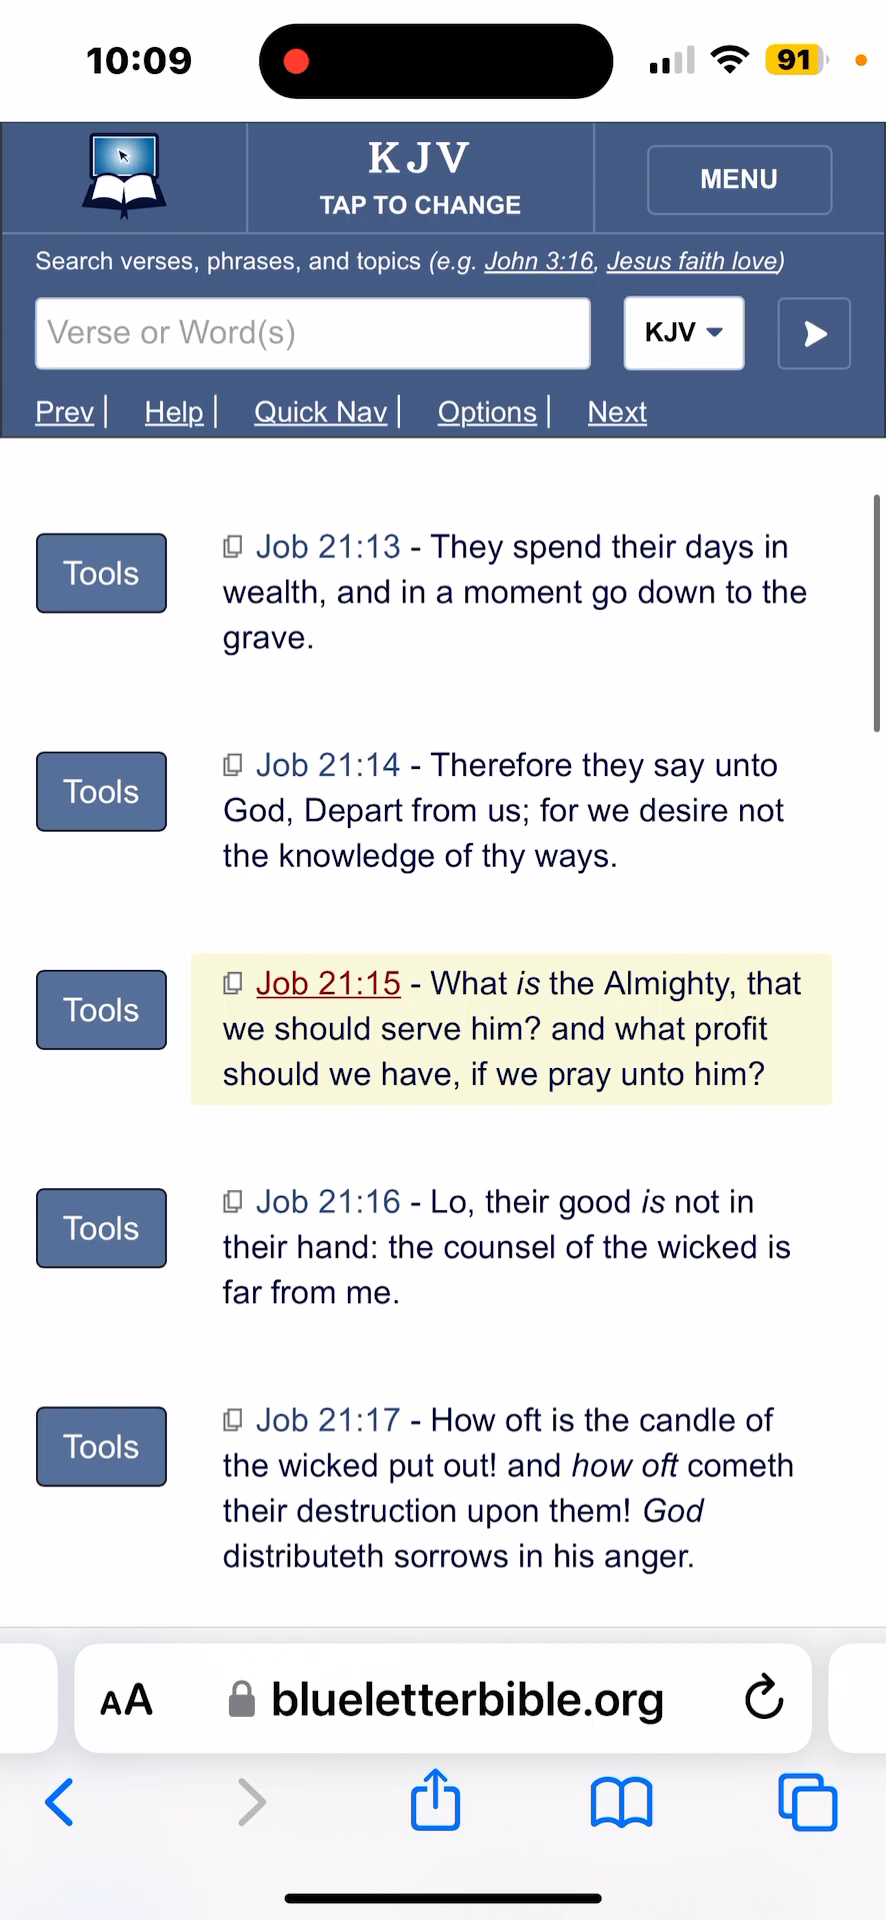 10:09
91
KJV
TAP TO CHANGE
MENU
Search verses, phrases, and topics (e.g. John 3:16, Jesus faith love)
Verse or Word(s)
KJV
Prev | Help | Quick Nav | Options | Next
Tools
Job 21:13 - They spend their days in
wealth, and in a moment go down to the
grave.
Tools
Job 21:14 - Therefore they say unto
God, Depart from us; for we desire not
the knowledge of thy ways.
Tools
Job 21:15 - What is the Almighty, that
we should serve him? and what profit
should we have, if we pray unto him?
Tools
Job 21:16 - Lo, their good is not in
their hand: the counsel of the wicked is
far from me.
Tools
Job 21:17 - How oft is the candle of
the wicked put out! and how oft cometh
their destruction upon them! God
distributeth sorrows in his anger.
AA
blueletterbible.org